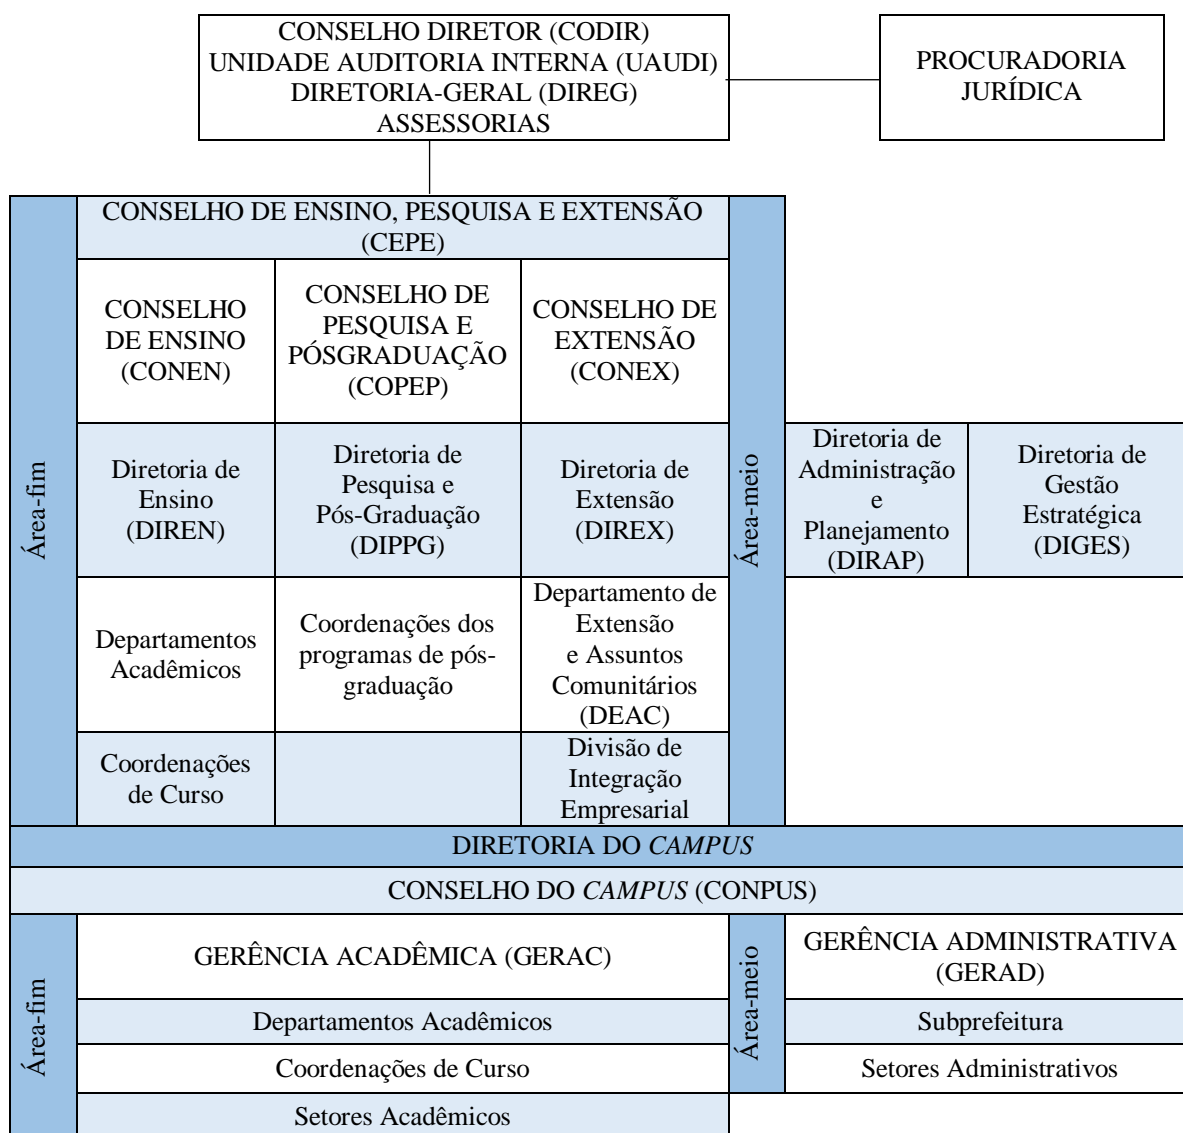 CONSELHO DIRETOR (CODIR)
UNIDADE AUDITORIA INTERNA (UAUDI)
DIRETORIA-GERAL (DIREG)
ASSESSORIAS
PROCURADORIA
JURÍDICA
Área-fim
CONSELHO DE ENSINO, PESQUISA E EXTENSÃO
(CEPE)
CONSELHO
DE ENSINO
(CONEN)
CONSELHO DE
PESQUISA E
PÓSGRADUAÇÃO
(COPEP)
CONSELHO DE
EXTENSÃO
(CONEX)
Área-meio
Diretoria de
Ensino
(DIREN)
Diretoria de
Pesquisa e
Pós-Graduação
(DIPPG)
Diretoria de
Extensão
(DIREX)
Diretoria de
Administração
e
Planejamento
(DIRAP)
Diretoria de
Gestão
Estratégica
(DIGES)
Departamentos
Acadêmicos
Coordenações dos
programas de pós-
graduação
Departamento de
Extensão
e Assuntos
Comunitários
(DEAC)
Coordenações
de Curso
Divisão de
Integração
Empresarial
DIRETORIA DO CAMPUS
CONSELHO DO CAMPUS (CONPUS)
Área-fim
GERÊNCIA ACADÊMICA (GERAC)
Área-meio
GERÊNCIA ADMINISTRATIVA
(GERAD)
Departamentos Acadêmicos
Subprefeitura
Coordenações de Curso
Setores Administrativos
Setores Acadêmicos